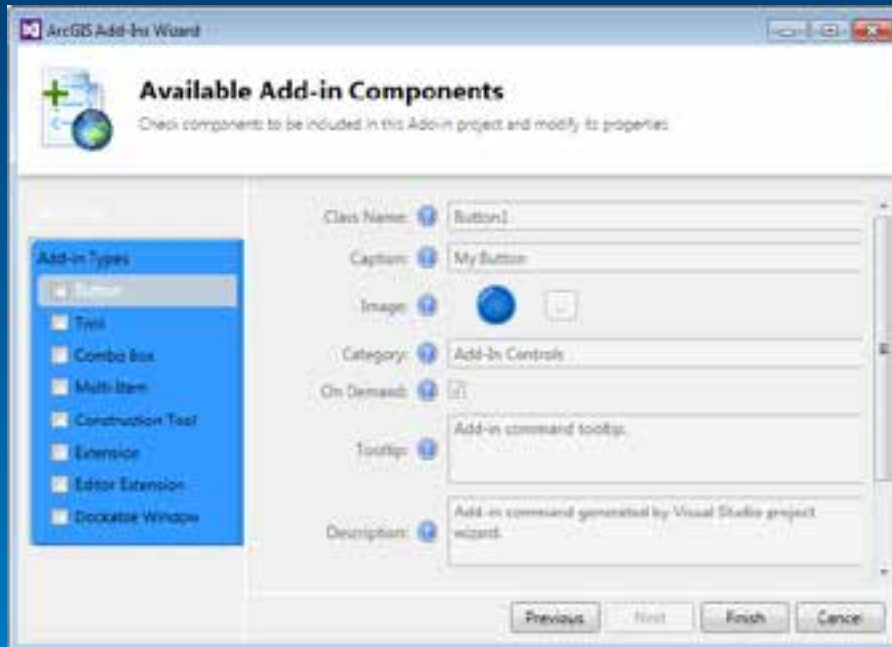 ArcGIS Add-Ins Wizard
Available Add-in Components
Check components to be included in this Add-in project and modify its properties.
Add-in Types
Tool
Combo Box
Multi-Item
Construction Tool
Extension
Editor Extension
Dockable Window
Class Name: Button1
Caption: My Button
Image: ...
Category: Add-In Controls
On Demand:
Tooltip: Add-in command tooltip.
Description: Add-in command generated by Visual Studio project
wizard.
Previous Next Finish Cancel